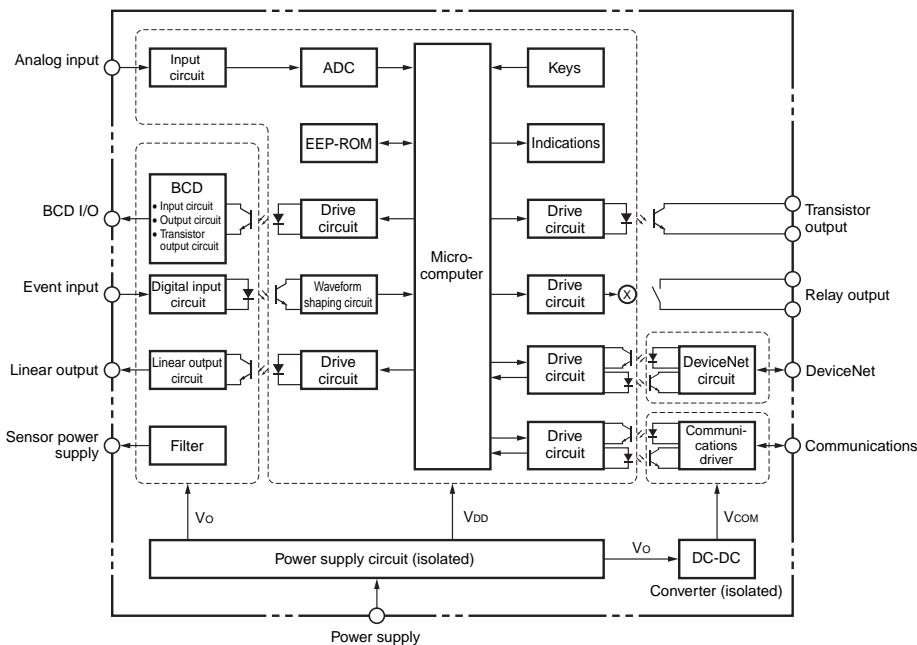 Analog input
Input
circuit
ADC
Keys
EEP-ROM
Indications
BCD I/O
BCD
• Input circuit
• Output circuit
• Transistor
output circuit
Drive
circuit
Micro-
computer
Drive
circuit
Transistor
output
Event input
Digital input
circuit
Waveform
shaping circuit
Drive
circuit
X
Relay output
Linear output
Linear output
circuit
Drive
circuit
Drive
circuit
DeviceNet
circuit
DeviceNet
Sensor power
supply
Filter
Drive
circuit
Communi-
cations
driver
Communications
VO
VDD
VCOM
Power supply circuit (isolated)
VO
DC-DC
Converter (isolated)
Power supply